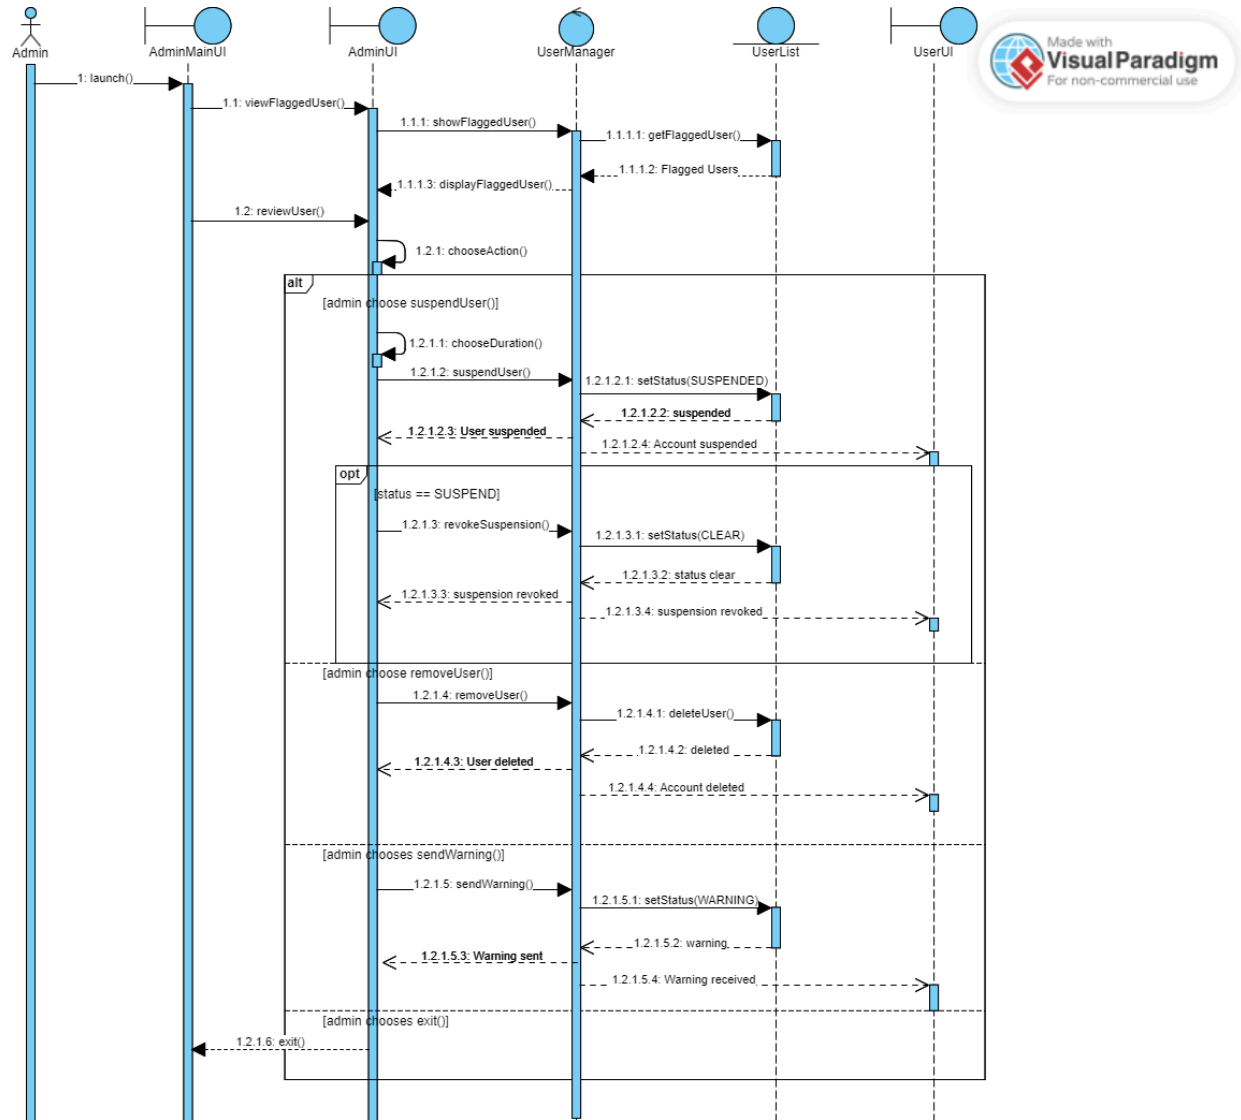 Made with
Visual Paradigm
For non-commercial use
Admin
AdminMainUI
AdminUI
UserManager
UserList
UserUI
1: launch()
1.1: viewFlaggedUser()
1.1.1: showFlaggedUser()
1.1.1.1: getFlaggedUser()
1.1.1.2: Flagged Users
1.1.1.3: displayFlaggedUser()
1.2: reviewUser()
1.2.1: chooseAction()
alt
[admin choose suspendUser()]
1.2.1.1: chooseDuration()
1.2.1.2: suspendUser()
1.2.1.2.1: setStatus(SUSPENDED)
1.2.1.2.2: suspended
1.2.1.2.3: User suspended
1.2.1.2.4: Account suspended
opt
[status == SUSPEND]
1.2.1.3: revokeSuspension()
1.2.1.3.1: setStatus(CLEAR)
1.2.1.3.2: status clear
1.2.1.3.3: suspension revoked
1.2.1.3.4: suspension revoked
[admin choose removeUser()]
1.2.1.4: removeUser()
1.2.1.4.1: deleteUser()
1.2.1.4.2: deleted
1.2.1.4.3: User deleted
1.2.1.4.4: Account deleted
[admin chooses sendWarning()]
1.2.1.5: sendWarning()
1.2.1.5.1: setStatus(WARNING)
1.2.1.5.2: warning
1.2.1.5.3: Warning sent
1.2.1.5.4: Warning received
[admin chooses exit()]
1.2.1.6: exit()